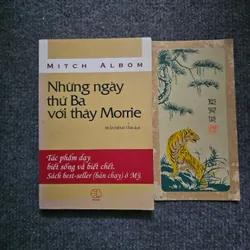 MITCH ALBOM
Những ngày
thứ Ba
với thầy Morrie
Tác phẩm dạy
biết sống và biết chết.
Sách best-seller (bán chạy) ở Mỹ